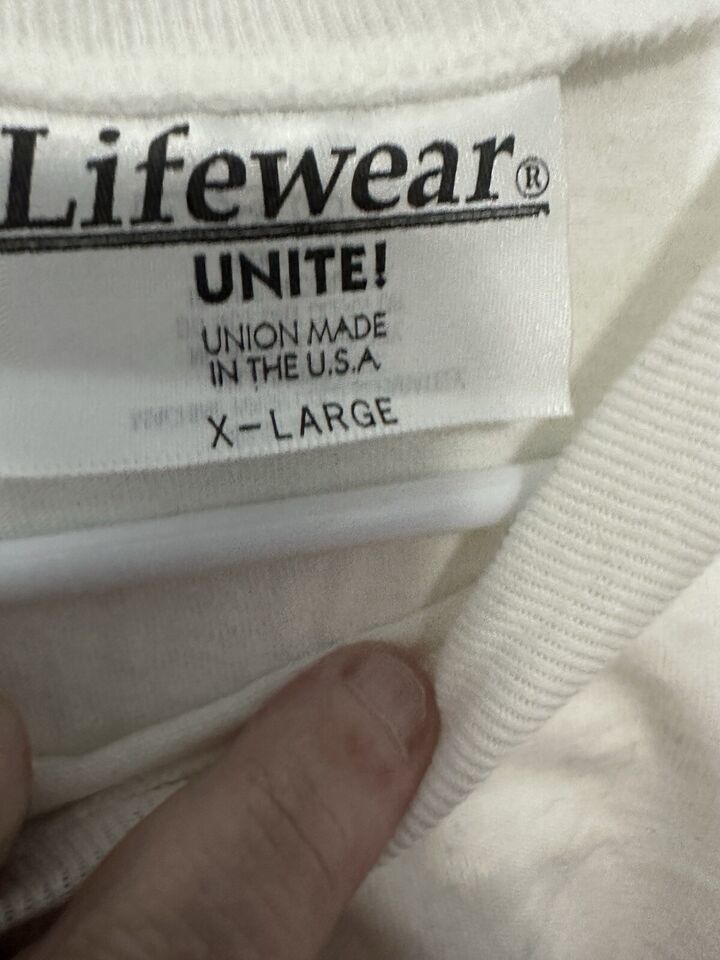 Lifewear®
UNITE!
UNION MADE
IN THE U.S.A
X-LARGE